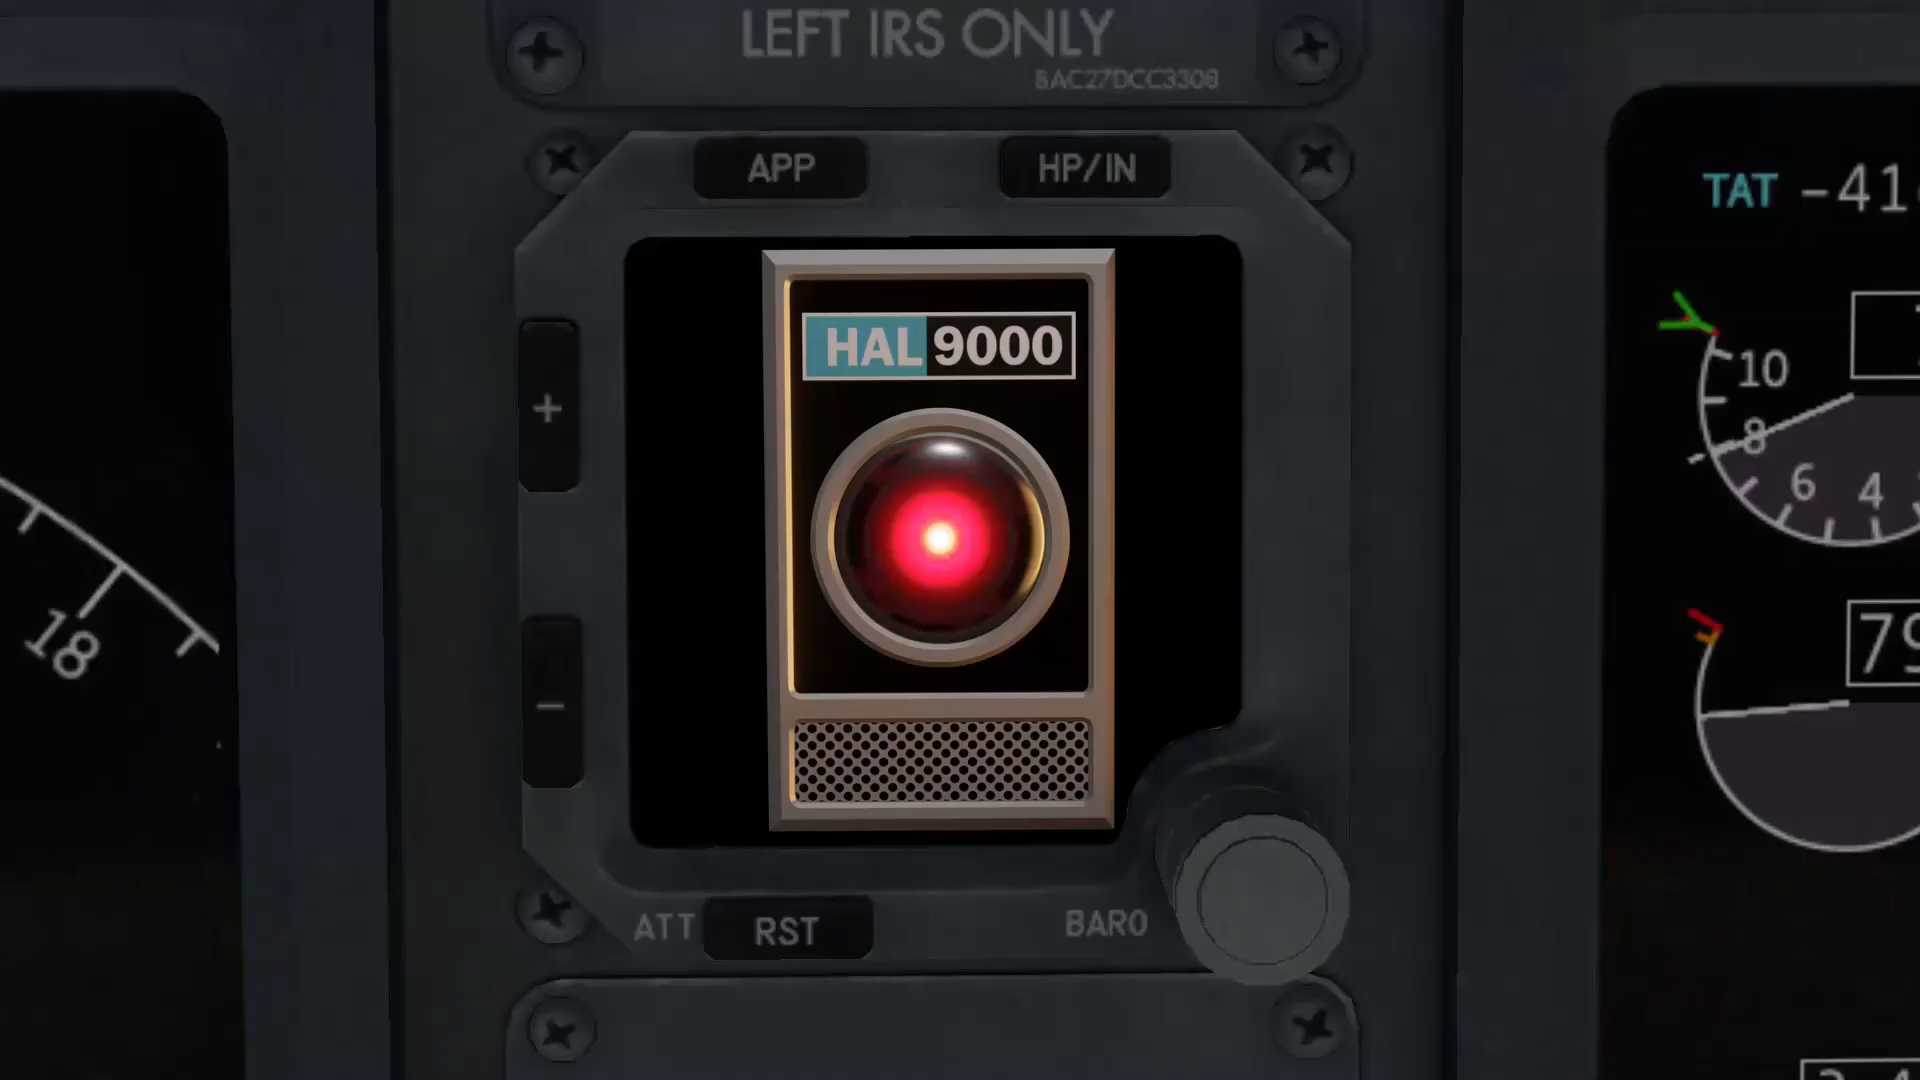 LEFT IRS ONLY
BAC27DCC3308
APP
HP/IN
TAT -41
HAL 9000
+
10
8
6
4
18
79
-
ATT
RST
BARO